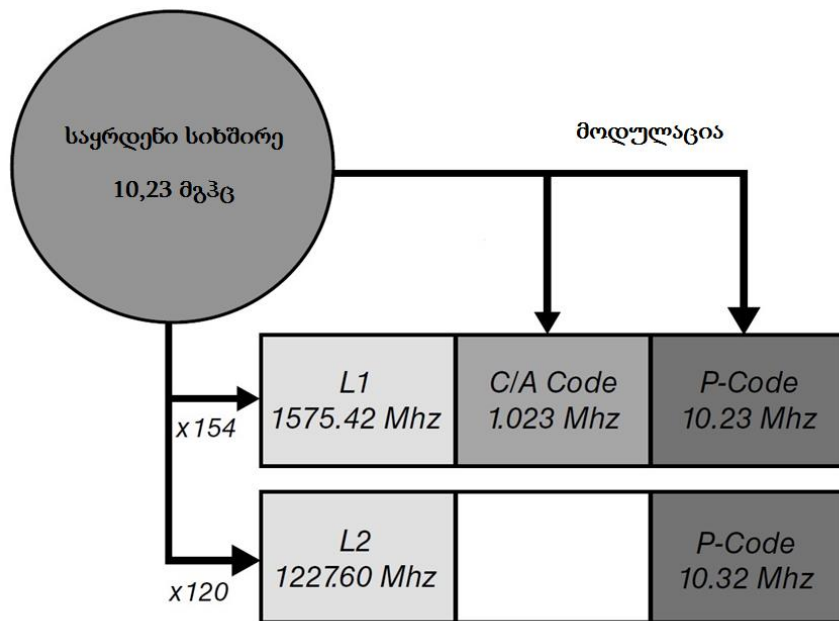 საყრდენი სიხშირე
10,23 მგჰც
მოდულაცია
L1
1575.42 Mhz
C/A Code
1.023 Mhz
P-Code
10.23 Mhz
x154
L2
1227.60 Mhz
P-Code
10.32 Mhz
x120